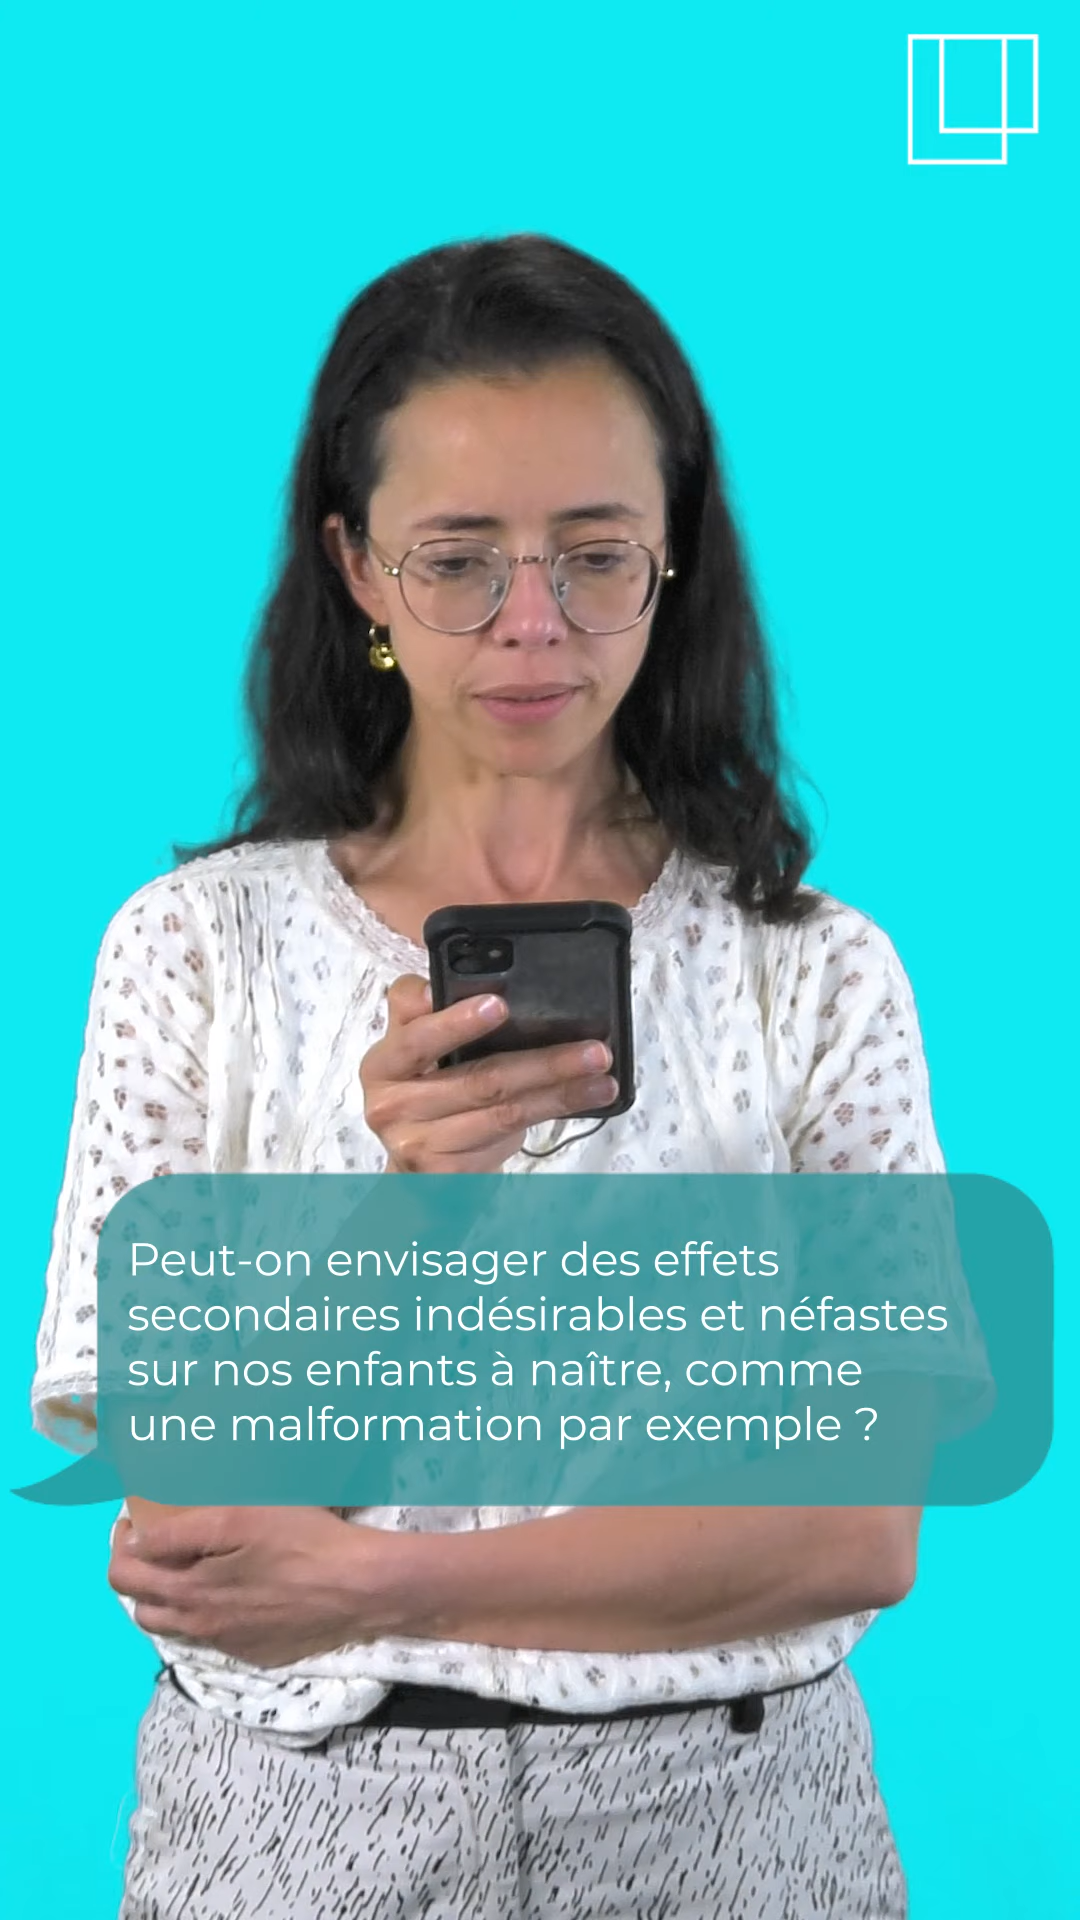 Peut-on envisager des effets
secondaires indésirables et néfastes
sur nos enfants à naître, comme
une malformation par exemple ?